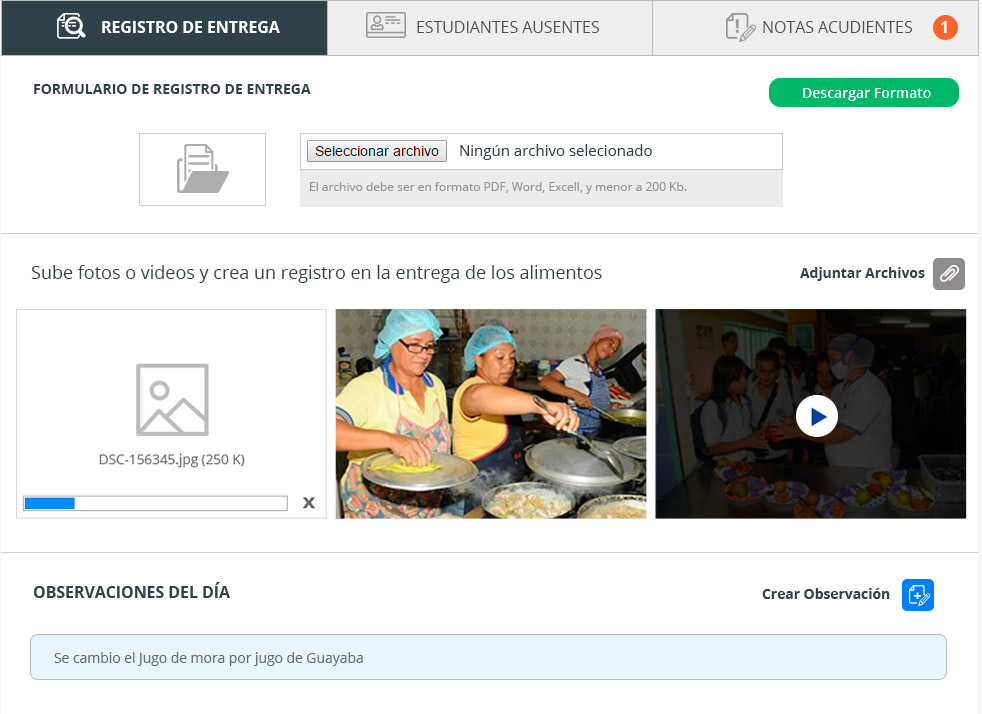 REGISTRO DE ENTREGA
ESTUDIANTES AUSENTES
NOTAS ACUDIENTES
1
FORMULARIO DE REGISTRO DE ENTREGA
Descargar Formato
Seleccionar archivo
Ningún archivo selecionado
El archivo debe ser en formato PDF, Word, Excell, y menor a 200 Kb.
Sube fotos o videos y crea un registro en la entrega de los alimentos
Adjuntar Archivos
DSC-156345.jpg (250 K)
X
OBSERVACIONES DEL DÍA
Crear Observación
Se cambio el Jugo de mora por jugo de Guayaba